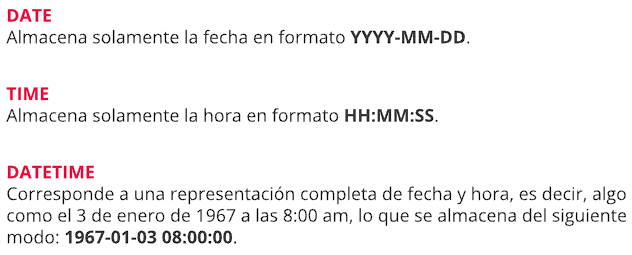 DATE
Almacena solamente la fecha en formato YYYY-MM-DD.
TIME
Almacena solamente la hora en formato HH:MM:SS.
DATETIME
Corresponde a una representación completa de fecha y hora, es decir, algo
como el 3 de enero de 1967 a las 8:00 am, lo que se almacena del siguiente
modo: 1967-01-03 08:00:00.